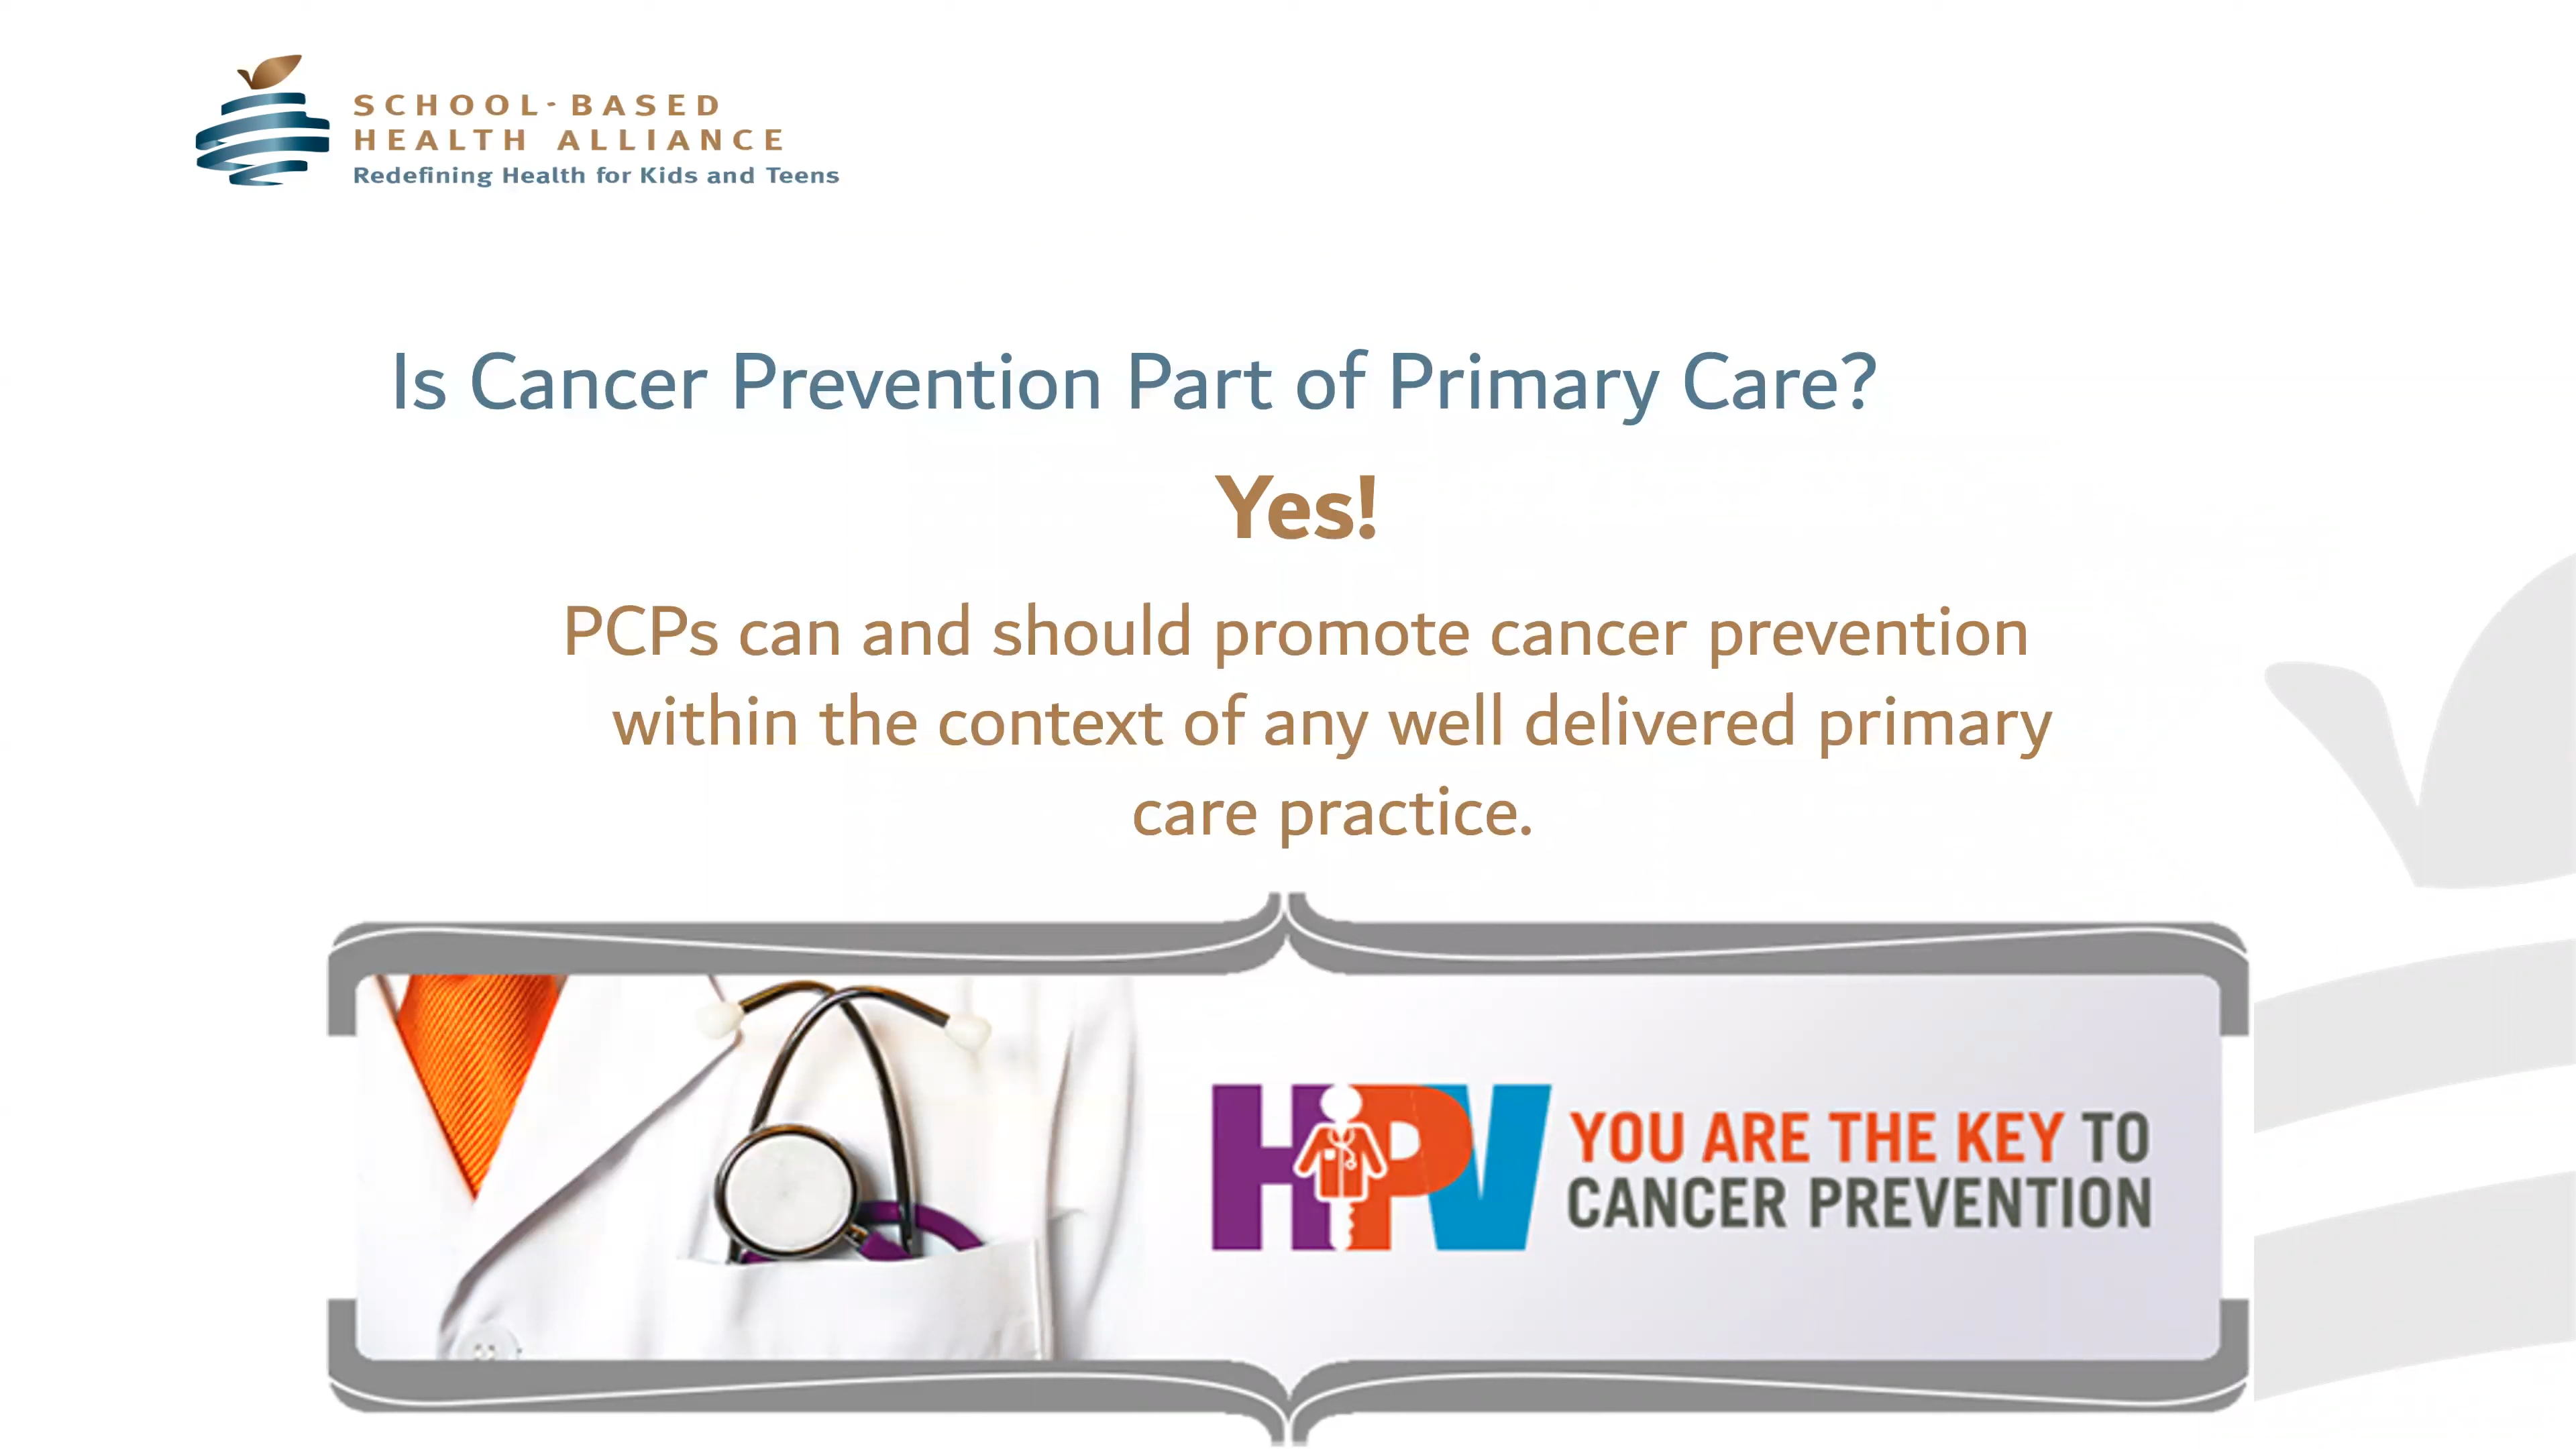 SCHOOL-BASED
HEALTH ALLIANCE
Redefining Health for Kids and Teens
Is Cancer Prevention Part of Primary Care?
Yes!
PCPs can and should promote cancer prevention
within the context of any well delivered primary
care practice.
HPV
YOU ARE THE KEY TO
CANCER PREVENTION